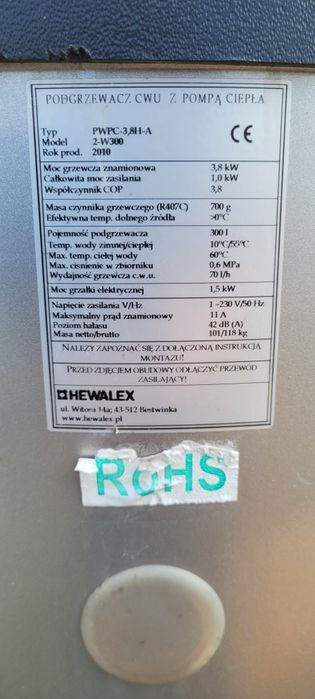 PODGRZEWACZ CWU Z POMPĄ CIEPŁA
Typ PWPC-3,8H-A
Model 2-W300
Rok prod. 2010
CE
Moc grzewcza znamionowa 3,8 kW
Całkowita moc zasilania 1,0 kW
Współczynnik COP 3,8
Masa czynnika grzewczego (R407C) 700 g
Efektywna temp. dolnego źródła >0°C
Pojemność podgrzewacza 300 l
Temp. wody zimnej/ciepłej 10°C/55°C
Max. temp. ciełej wody 60°C
Max. cisnienie w zbiorniku 0,6 MPa
Wydajność grzewcza c.w.u. 70 l/h
Moc grzałki elektrycznej 1,5 kW
Napięcie zasilania V/Hz 1 ~230 V/50 Hz
Maksymalny prąd znamionowy 11 A
Poziom hałasu 42 dB (A)
Masa netto/brutto 101/118 kg
NALEŻY ZAPOZNAĆ SIĘ Z DOŁĄCZONĄ INSTRUKCJĄ
MONTAŻU!
PRZED ZDJĘCIEM OBUDOWY ODŁĄCZYĆ PRZEWÓD
ZASILAJĄCY!
HEWALEX
ul. Witosa 14a; 43-512 Bestwinka
www.hewalex.pl
RoHS